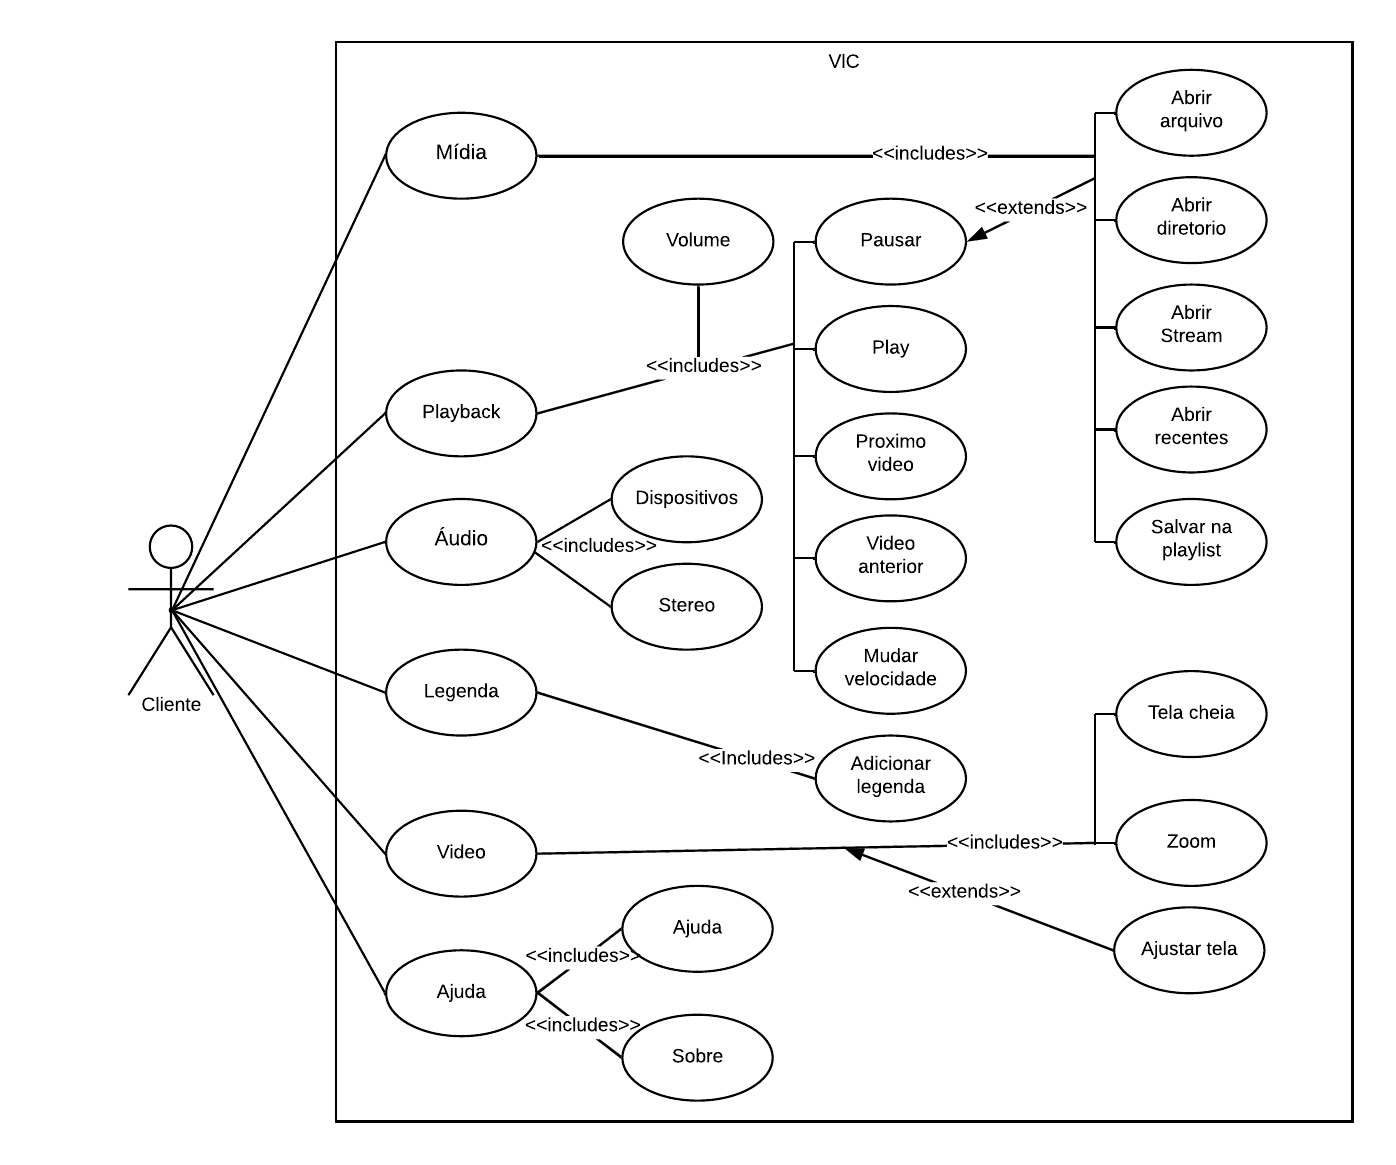 VIC
Abrir
arquivo
Mídia
<<includes>>
Abrir
diretorio
<<extends>>
Volume
Pausar
Abrir
Stream
Play
<<includes>>
Playback
Abrir
recentes
Proximo
video
Dispositivos
Áudio
<<includes>>
Video
anterior
Salvar na
playlist
Stereo
Mudar
velocidade
Legenda
Cliente
Tela cheia
<<Includes>>
Adicionar
legenda
Video
<<includes>>
Zoom
<<extends>>
Ajuda
<<includes>>
Ajustar tela
Ajuda
<<includes>>
Sobre